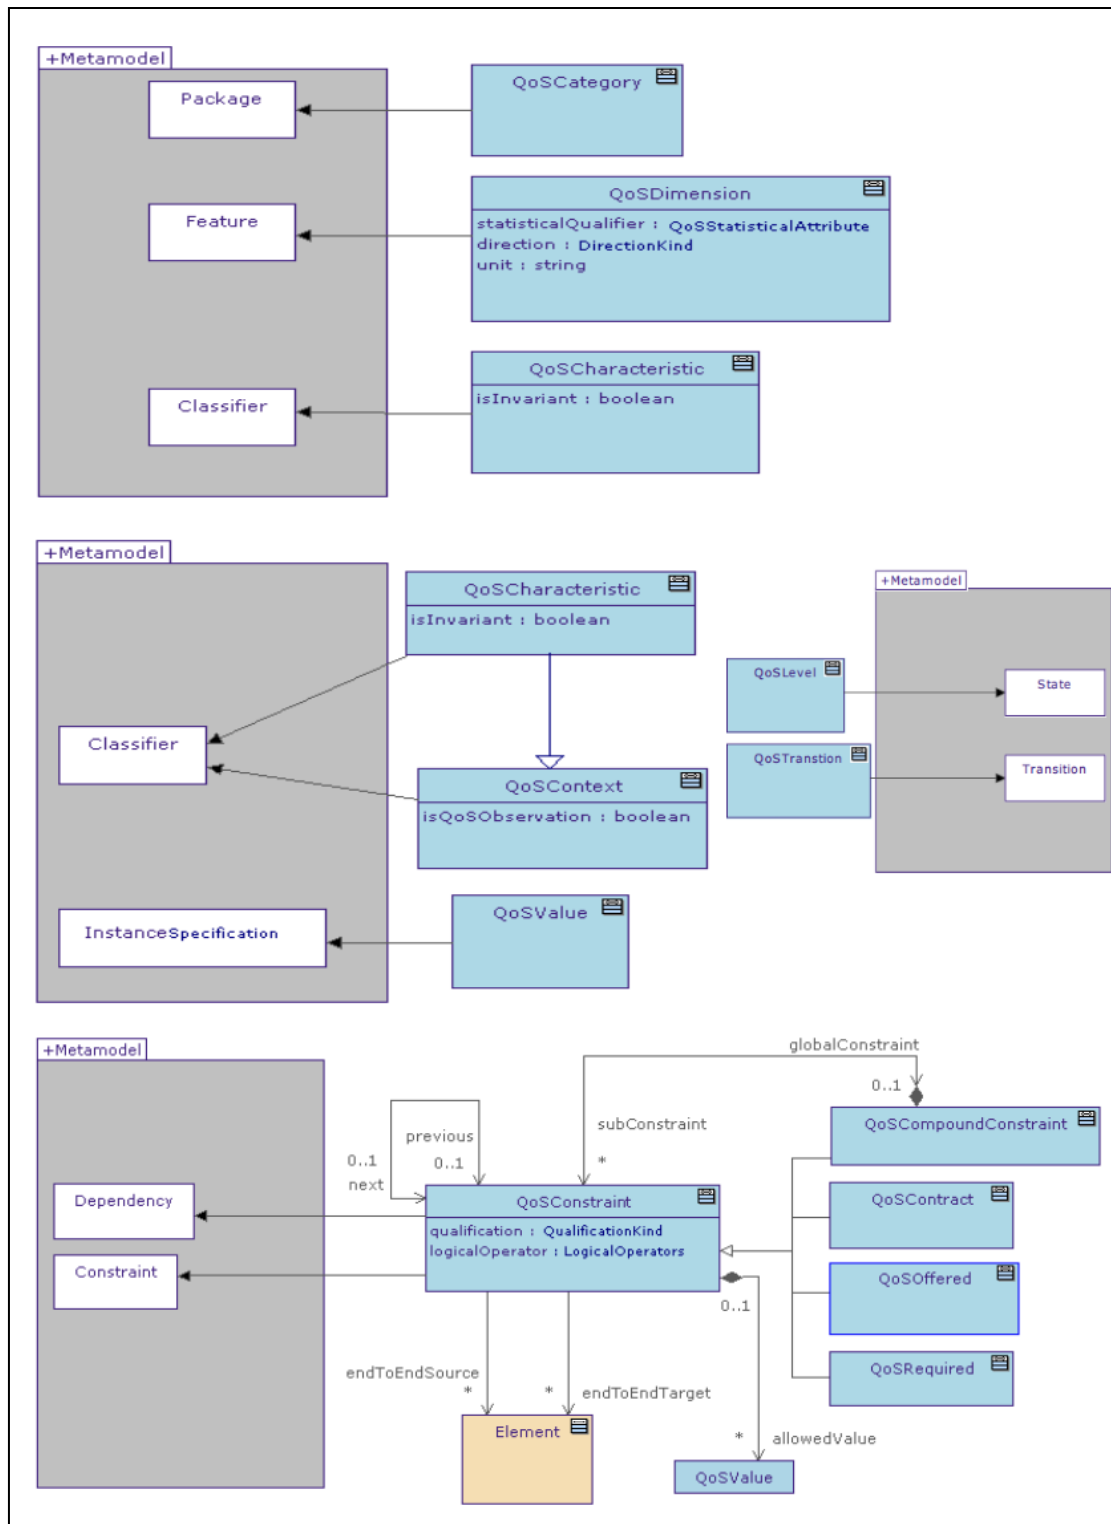 +Metamodel
Package
QoSCategory
Feature
QoSDimension
statisticalQualifier : QoSStatisticalAttribute
direction : DirectionKind
unit : string
Classifier
QoSCharacteristic
isInvariant : boolean
+Metamodel
QoSCharacteristic
isInvariant : boolean
Classifier
QoSContext
isQoSObservation : boolean
InstanceSpecification
QoSValue
+Metamodel
QoSLevel
State
QoSTranstion
Transition
+Metamodel
globalConstraint
0..1
previous
0..1
0..1
next
subConstraint
*
QoSCompoundConstraint
Dependency
QoSConstraint
qualification : QualificationKind
logicalOperator : LogicalOperators
QoSContract
Constraint
QoSOffered
0..1
QoSRequired
endToEndSource
*
*
endToEndTarget
Element
*
allowedValue
QoSValue